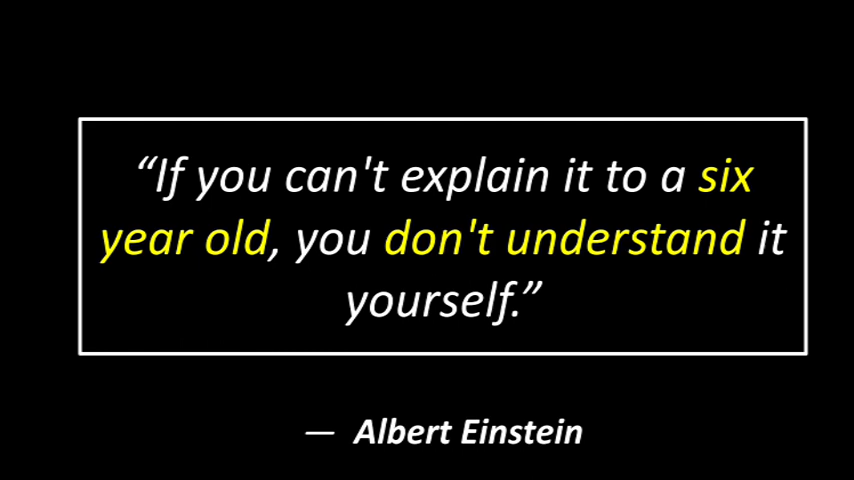 “If you can't explain it to a six
year old, you don't understand it
yourself.”
— Albert Einstein